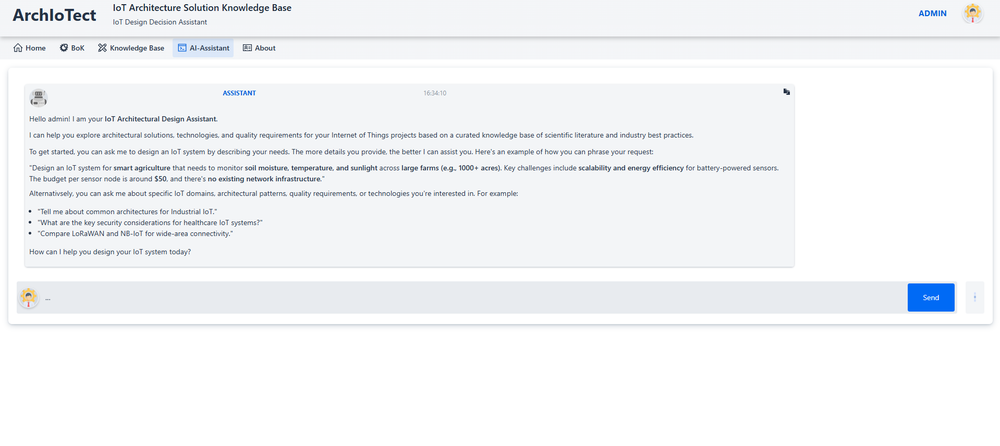 ArchIoTect
IoT Architecture Solution Knowledge Base
IoT Design Decision Assistant
ADMIN
Home
BoK
Knowledge Base
AI-Assistant
About
ASSISTANT
16:34:10
Hello admin! I am your IoT Architectural Design Assistant.
I can help you explore architectural solutions, technologies, and quality requirements for your Internet of Things projects based on a curated knowledge base of scientific literature and industry best practices.
To get started, you can ask me to design an IoT system by describing your needs. The more details you provide, the better I can assist you. Here's an example of how you can phrase your request:
"Design an IoT system for smart agriculture that needs to monitor soil moisture, temperature, and sunlight across large farms (e.g., 1000+ acres). Key challenges include scalability and energy efficiency for battery-powered sensors.
The budget per sensor node is around $50, and there's no existing network infrastructure."
Alternativsely, you can ask me about specific IoT domains, architectural patterns, quality requirements, or technologies you're interested in. For example:
• "Tell me about common architectures for Industrial IoT."
• "What are the key security considerations for healthcare IoT systems?"
• "Compare LoRaWAN and NB-IoT for wide-area connectivity."
How can I help you design your IoT system today?
...
Send